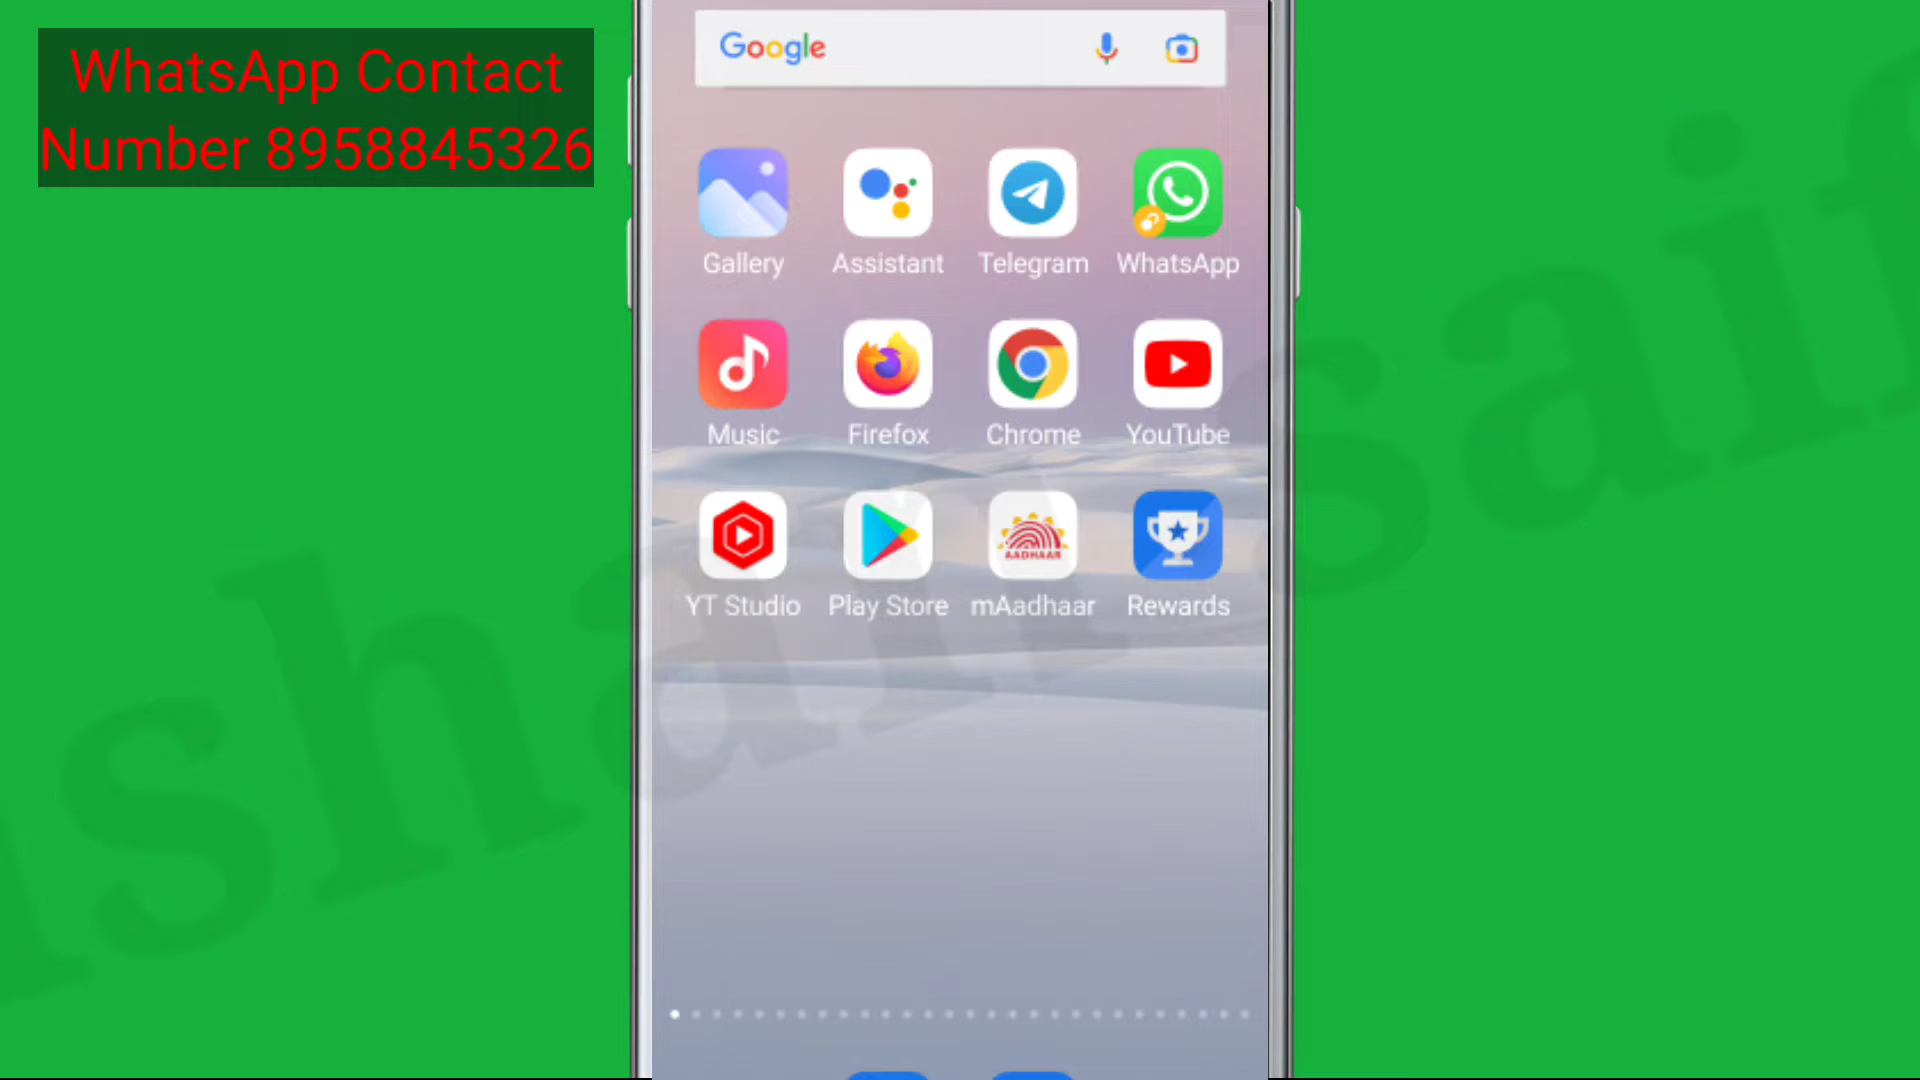 WhatsApp Contact
Number 8958845326
Google
Gallery Assistant Telegram WhatsApp
Music Firefox Chrome YouTube
AADHAAR
YT Studio Play Store mAadhaar Rewards